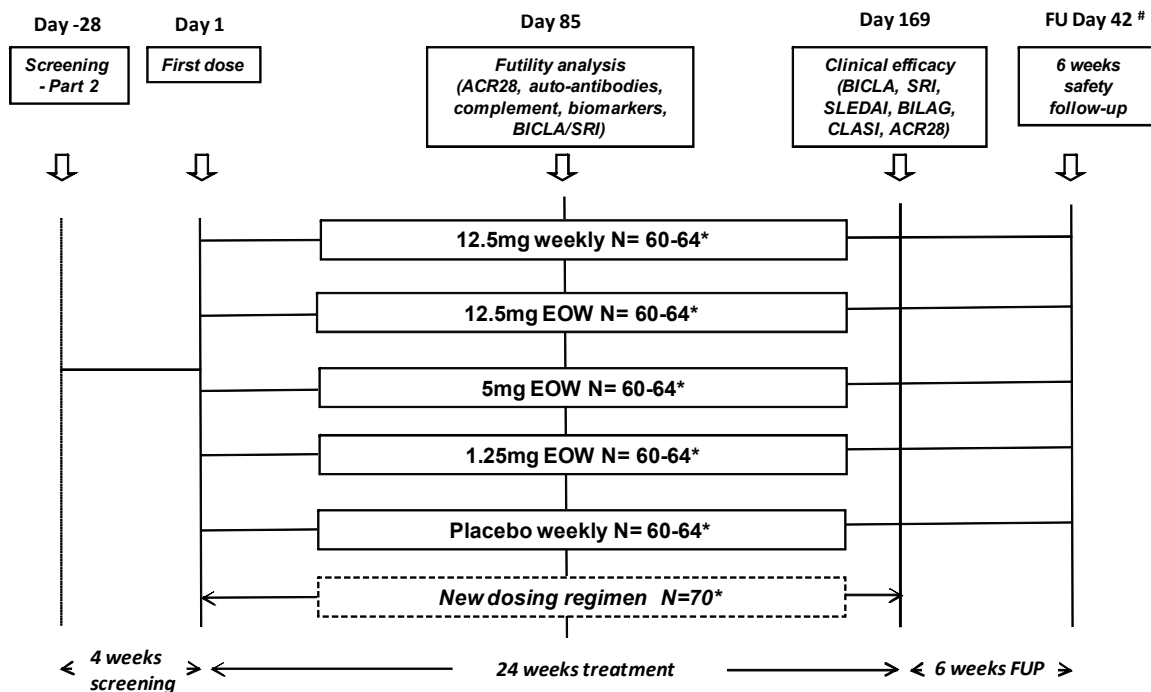 Day -28
Day 1
Day 85
Day 169
FU Day 42 #
Screening
- Part 2
First dose
Futility analysis
(ACR28, auto-antibodies,
complement, biomarkers,
BICLA/SRI)
Clinical efficacy
(BICLA, SRI,
SLEDAI, BILAG,
CLASI, ACR28)
6 weeks
safety
follow-up
12.5mg weekly N= 60-64*
12.5mg EOW N= 60-64*
5mg EOW N= 60-64*
1.25mg EOW N= 60-64*
Placebo weekly N= 60-64*
New dosing regimen N=70*
4 weeks
screening
24 weeks treatment
6 weeks FUP